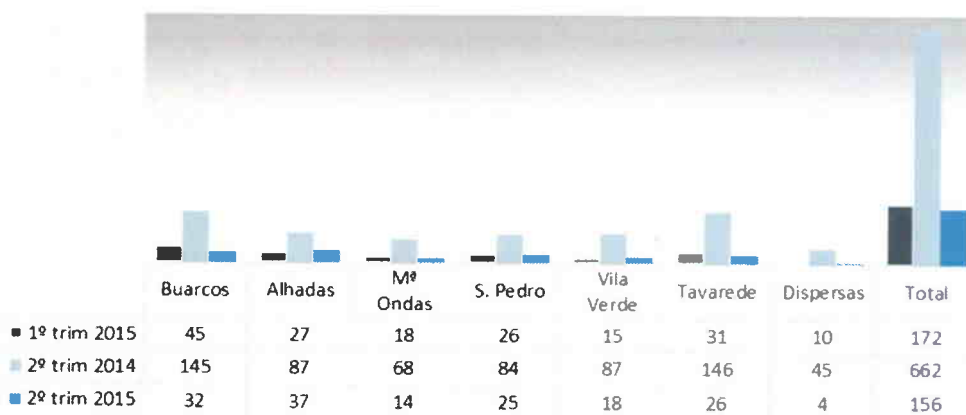 Buarcos Alhadas Mª Ondas S. Pedro Vila Verde Tavarede Dispersas Total
1º trim 2015 45 27 18 26 15 31 10 172
2º trim 2014 145 87 68 84 87 146 45 662
2º trim 2015 32 37 14 25 18 26 4 156